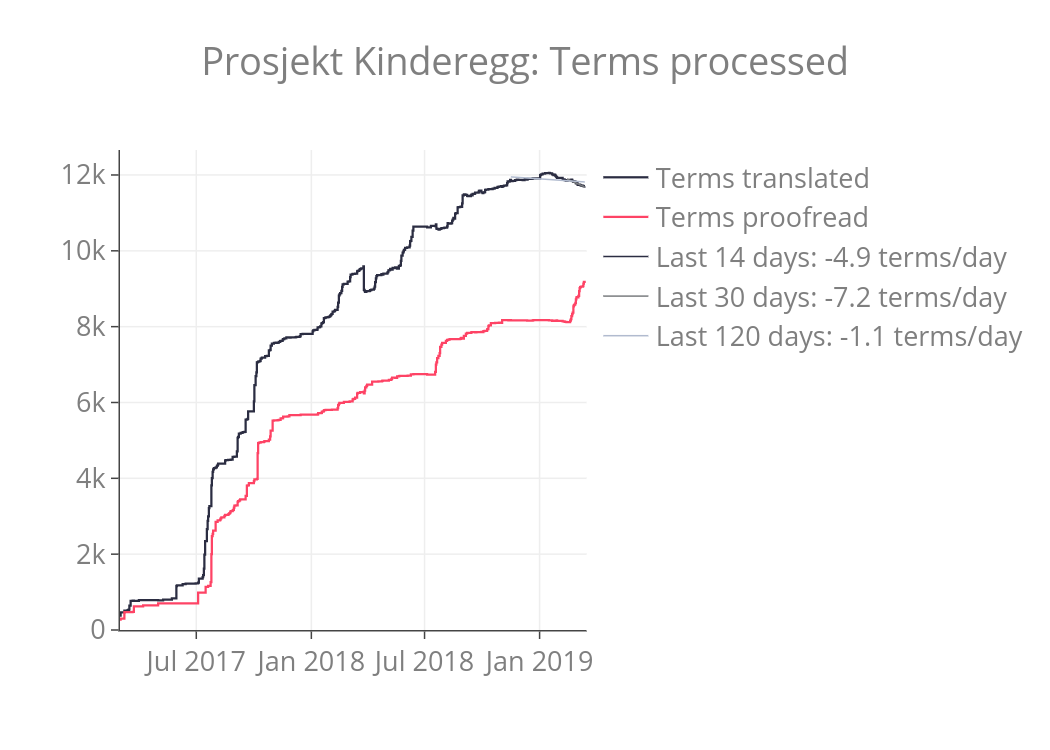 Prosjekt Kinderegg: Terms processed
12k
10k
8k
6k
4k
2k
0
Jul 2017
Jan 2018
Jul 2018
Jan 2019
Terms translated
Terms proofread
Last 14 days: -4.9 terms/day
Last 30 days: -7.2 terms/day
Last 120 days: -1.1 terms/day